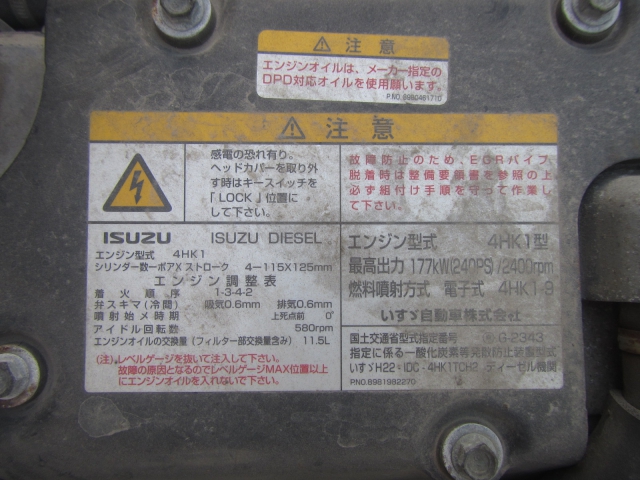 注意
エンジンオイルは、メーカー指定の
DPD対応オイルを使用願います。
注意
感電の恐れ有り。
ヘッドカバーを取り外
す時はキースイッチを
「LOCK」位置に
して下さい。
故障防止のため、EGRパイプ
脱着時は整備要領書を参照の上
必ず組付け手順を守って作業し
て下さい。
ISUZU ISUZU DIESEL
エンジン型式 4HK1
シリンダ数ーボアXストローク 4ー115X125mm
エンジン調整表
着火順序 1-3-4-2
弁スキマ(冷間) 吸気0.6mm 排気0.6mm
噴射始メ時期 上死点前 0°
アイドル回転数 580rpm
エンジンオイルの交換量(フィルター部交換量含み) 11.5L
(注).レベルゲージを抜いて注入して下さい。
故障の原因となるのでレベルゲージMAX位置以上
にエンジンオイルを入れないで下さい。
エンジン型式 4HK1型
最高出力 177kW(240PS)/2400rpm
燃料噴射方式 電子式 4HK1-9
いすゞ自動車株式会社
国土交通省型式指定番号 G-2343
指定に係る一酸化炭素等発散防止装置型式
いすゞH22-IDC-4HK1TCH2 ディーゼル機関
PNO.8981982270